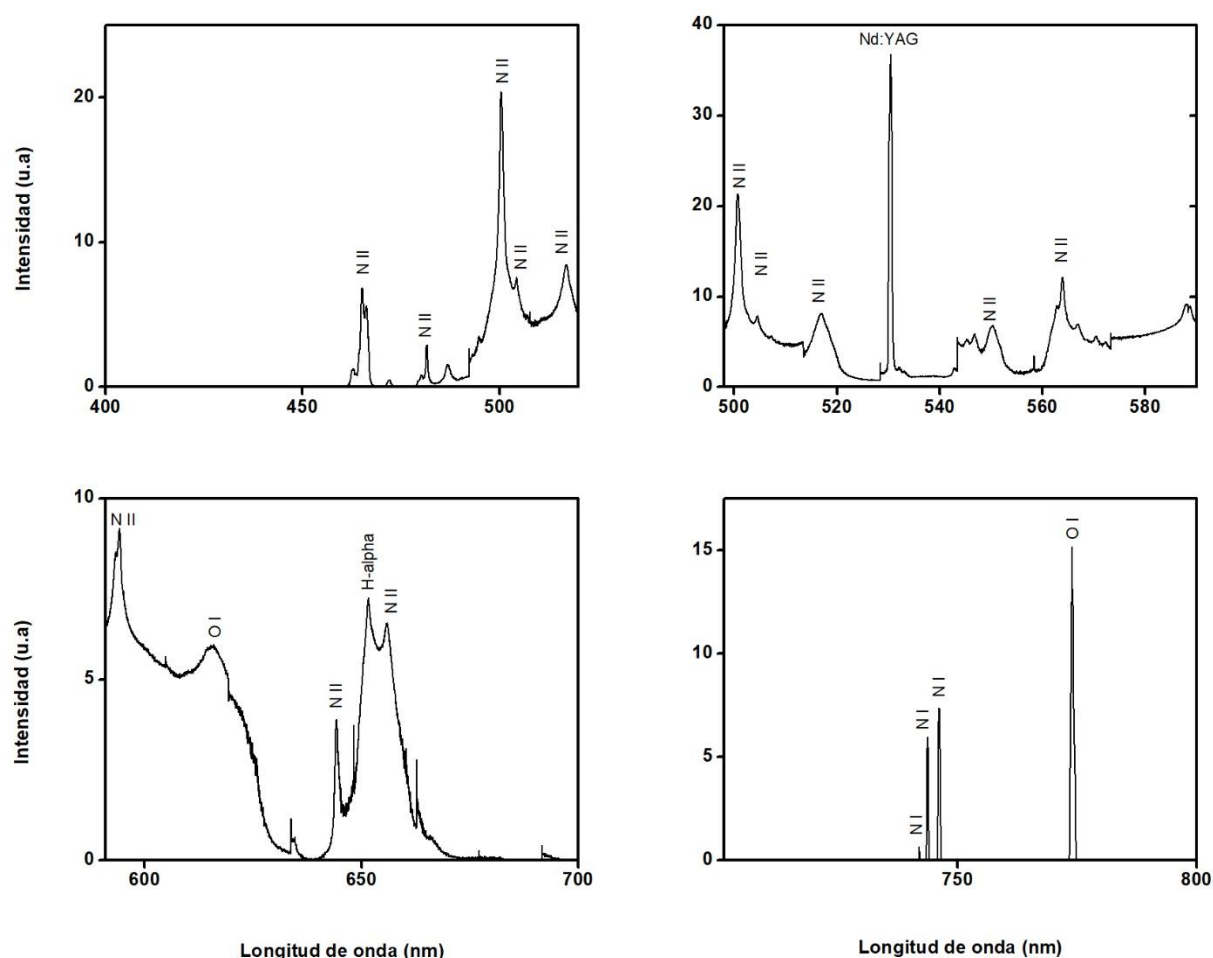 Intensidad (u.a)
20
10
0
400
450
500
N II
N II
N II
N II
N II
40
30
20
10
0
500
520
540
560
580
N II
N II
N II
Nd:YAG
N II
N II
Intensidad (u.a)
10
5
0
600
650
700
N II
O I
N II
H-alpha
N II
Longitud de onda (nm)
15
10
5
0
750
800
N I
N I
N I
O I
Longitud de onda (nm)